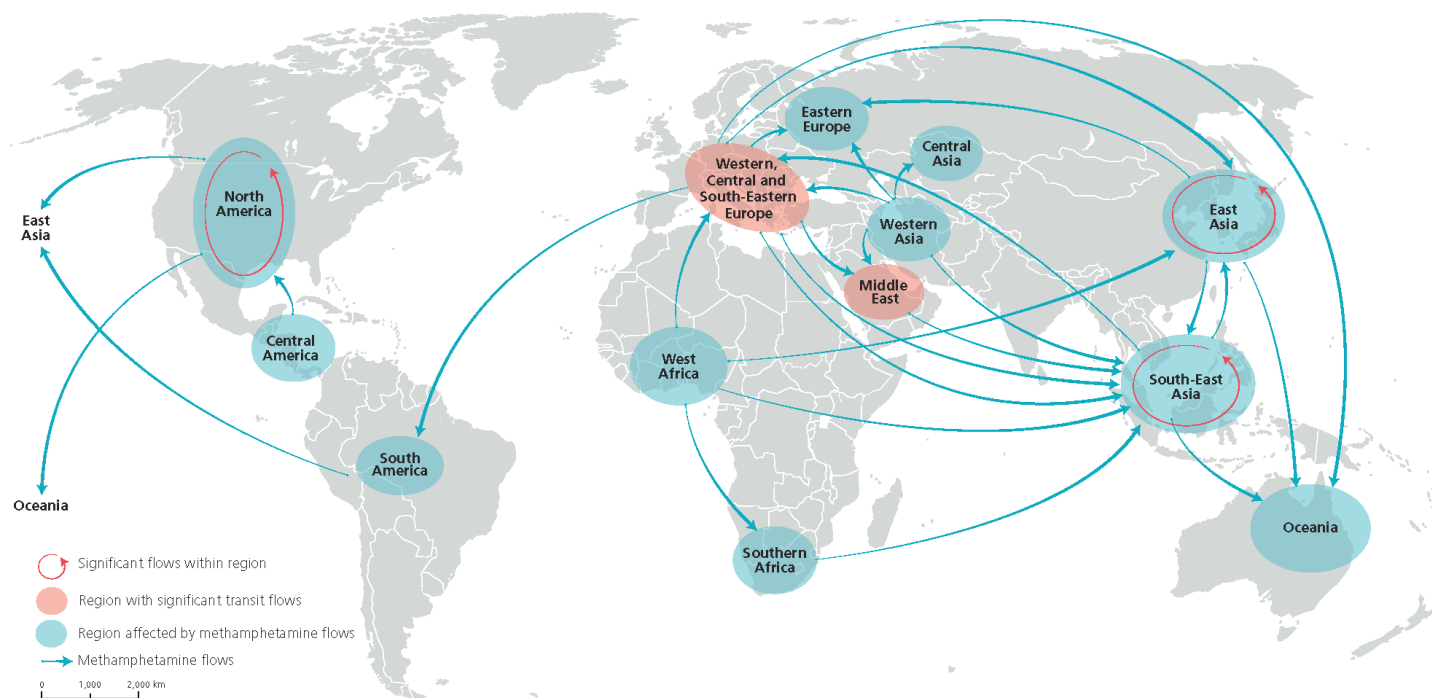 Eastern
Europe
Central
Asia
Western,
Central and
South-Eastern
Europe
North
America
East
Asia
East
Asia
Western
Asia
Middle
East
Central
America
West
Africa
South-East
Asia
South
America
Oceania
Oceania
Southern
Africa
Significant flows within region
Region with significant transit flows
Region affected by methamphetamine flows
Methamphetamine flows
0 1,000 2,000 km